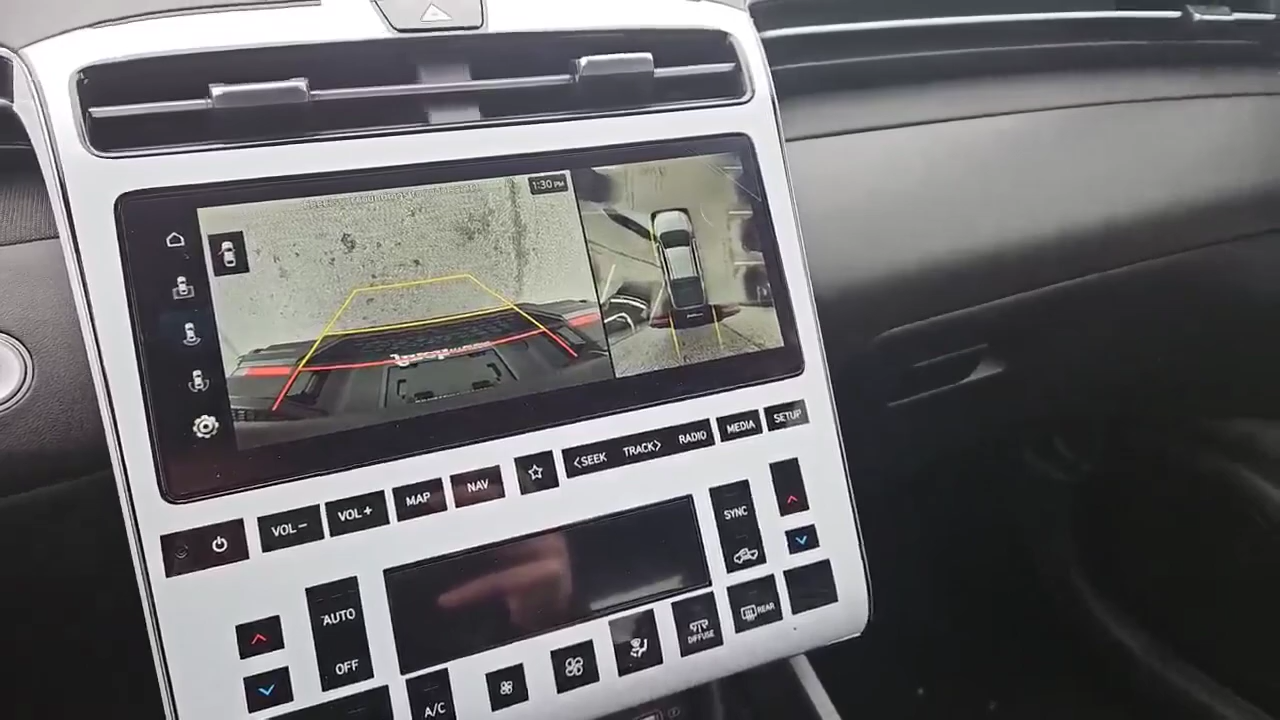 1:30 PM
VOL−
VOL+
MAP
NAV
<SEEK
TRACK>
RADIO
MEDIA
SETUP
AUTO
OFF
SYNC
A/C
DIFFUSE
REAR